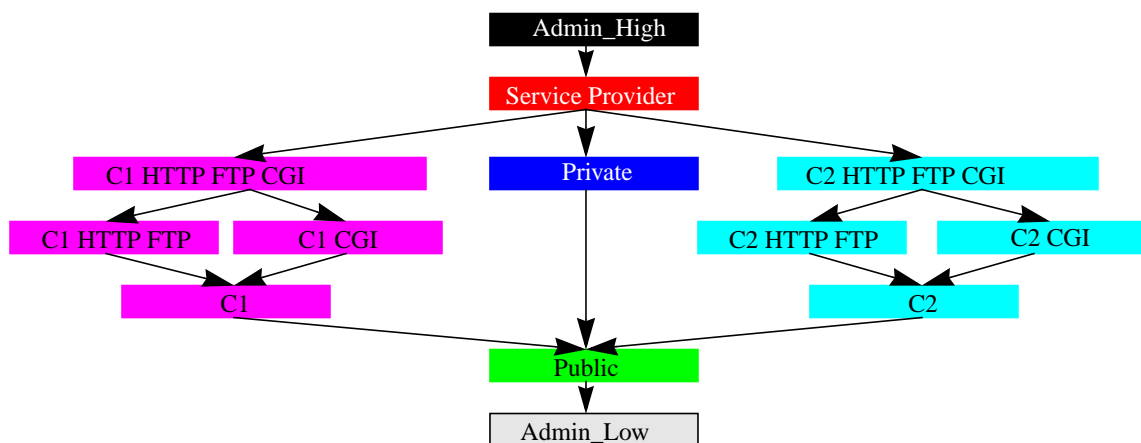 Admin_High
Service Provider
C1 HTTP FTP CGI
Private
C2 HTTP FTP CGI
C1 HTTP FTP
C1 CGI
C2 HTTP FTP
C2 CGI
C1
C2
Public
Admin_Low